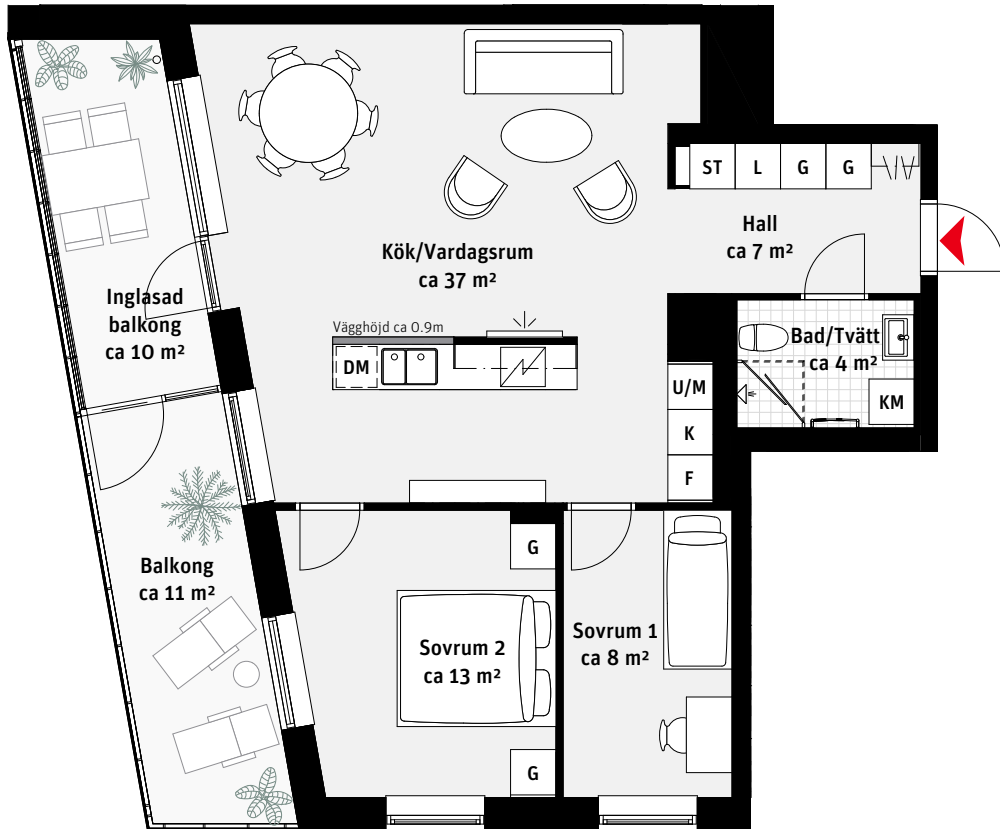 ST L G G
Hall
ca 7 m²
Kök/Vardagsrum
ca 37 m²
Inglasad
balkong
ca 10 m²
Vägghöjd ca 0.9m
DM
Bad/Tvätt
ca 4 m²
KM
U/M
K
F
G
Balkong
ca 11 m²
Sovrum 2
ca 13 m²
Sovrum 1
ca 8 m²
G